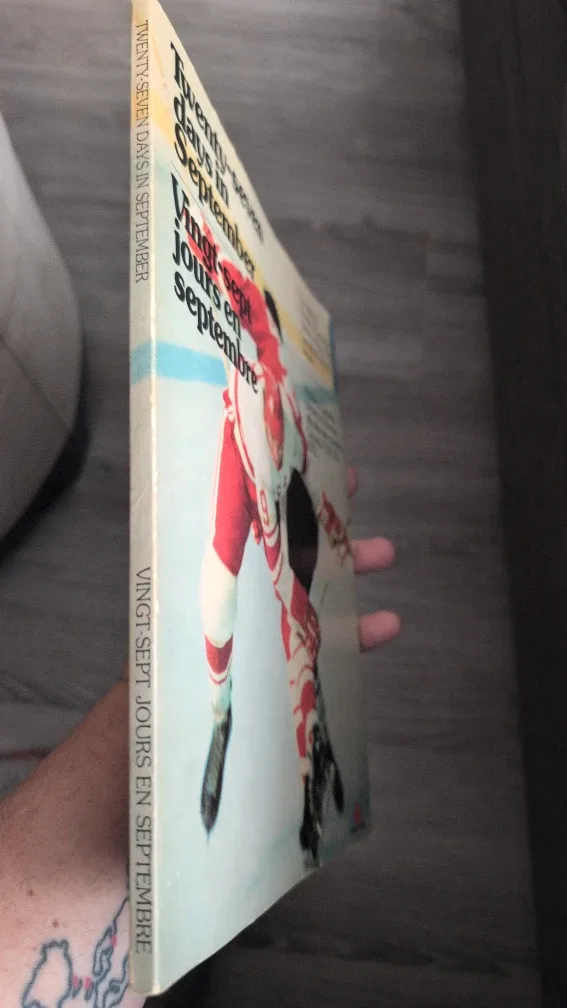 TWENTY-SEVEN DAYS IN SEPTEMBER
VINGT-SEPT JOURS EN SEPTEMBRE
Twenty-seven
days in
September
Vingt-sept
jours en
septembre
9